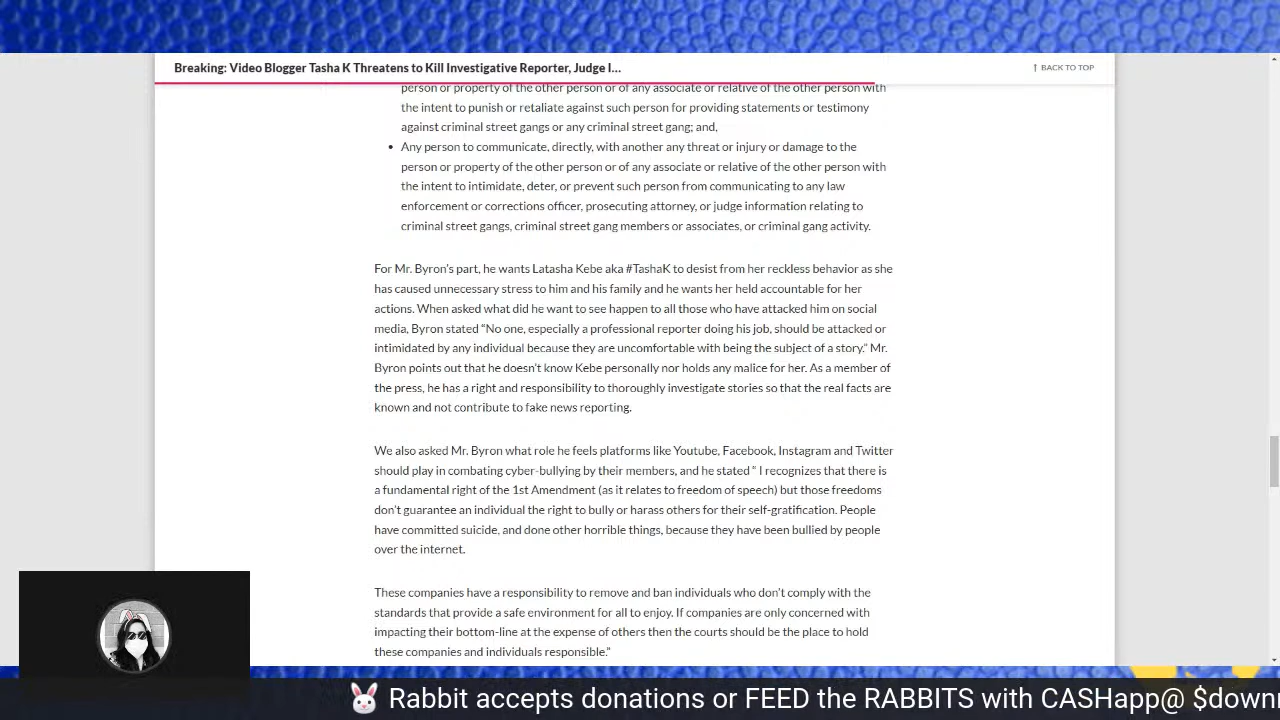 Breaking: Video Blogger Tasha K Threatens to Kill Investigative Reporter, Judge I...
↑ BACK TO TOP
person or property of the other person or of any associate or relative of the other person with
the intent to punish or retaliate against such person for providing statements or testimony
against criminal street gangs or any criminal street gang; and,
• Any person to communicate, directly, with another any threat or injury or damage to the
person or property of the other person or of any associate or relative of the other person with
the intent to intimidate, deter, or prevent such person from communicating to any law
enforcement or corrections officer, prosecuting attorney, or judge information relating to
criminal street gangs, criminal street gang members or associates, or criminal gang activity.
For Mr. Byron's part, he wants Latasha Kebe aka #TashaK to desist from her reckless behavior as she
has caused unnecessary stress to him and his family and he wants her held accountable for her
actions. When asked what did he want to see happen to all those who have attacked him on social
media, Byron stated “No one, especially a professional reporter doing his job, should be attacked or
intimidated by any individual because they are uncomfortable with being the subject of a story.” Mr.
Byron points out that he doesn't know Kebe personally nor holds any malice for her. As a member of
the press, he has a right and responsibility to thoroughly investigate stories so that the real facts are
known and not contribute to fake news reporting.
We also asked Mr. Byron what role he feels platforms like Youtube, Facebook, Instagram and Twitter
should play in combating cyber-bullying by their members, and he stated “ I recognizes that there is
a fundamental right of the 1st Amendment (as it relates to freedom of speech) but those freedoms
don't guarantee an individual the right to bully or harass others for their self-gratification. People
have committed suicide, and done other horrible things, because they have been bullied by people
over the internet.
These companies have a responsibility to remove and ban individuals who don't comply with the
standards that provide a safe environment for all to enjoy. If companies are only concerned with
impacting their bottom-line at the expense of others then the courts should be the place to hold
these companies and individuals responsible.”
🐰 Rabbit accepts donations or FEED the RABBITS with CASHapp@ $down